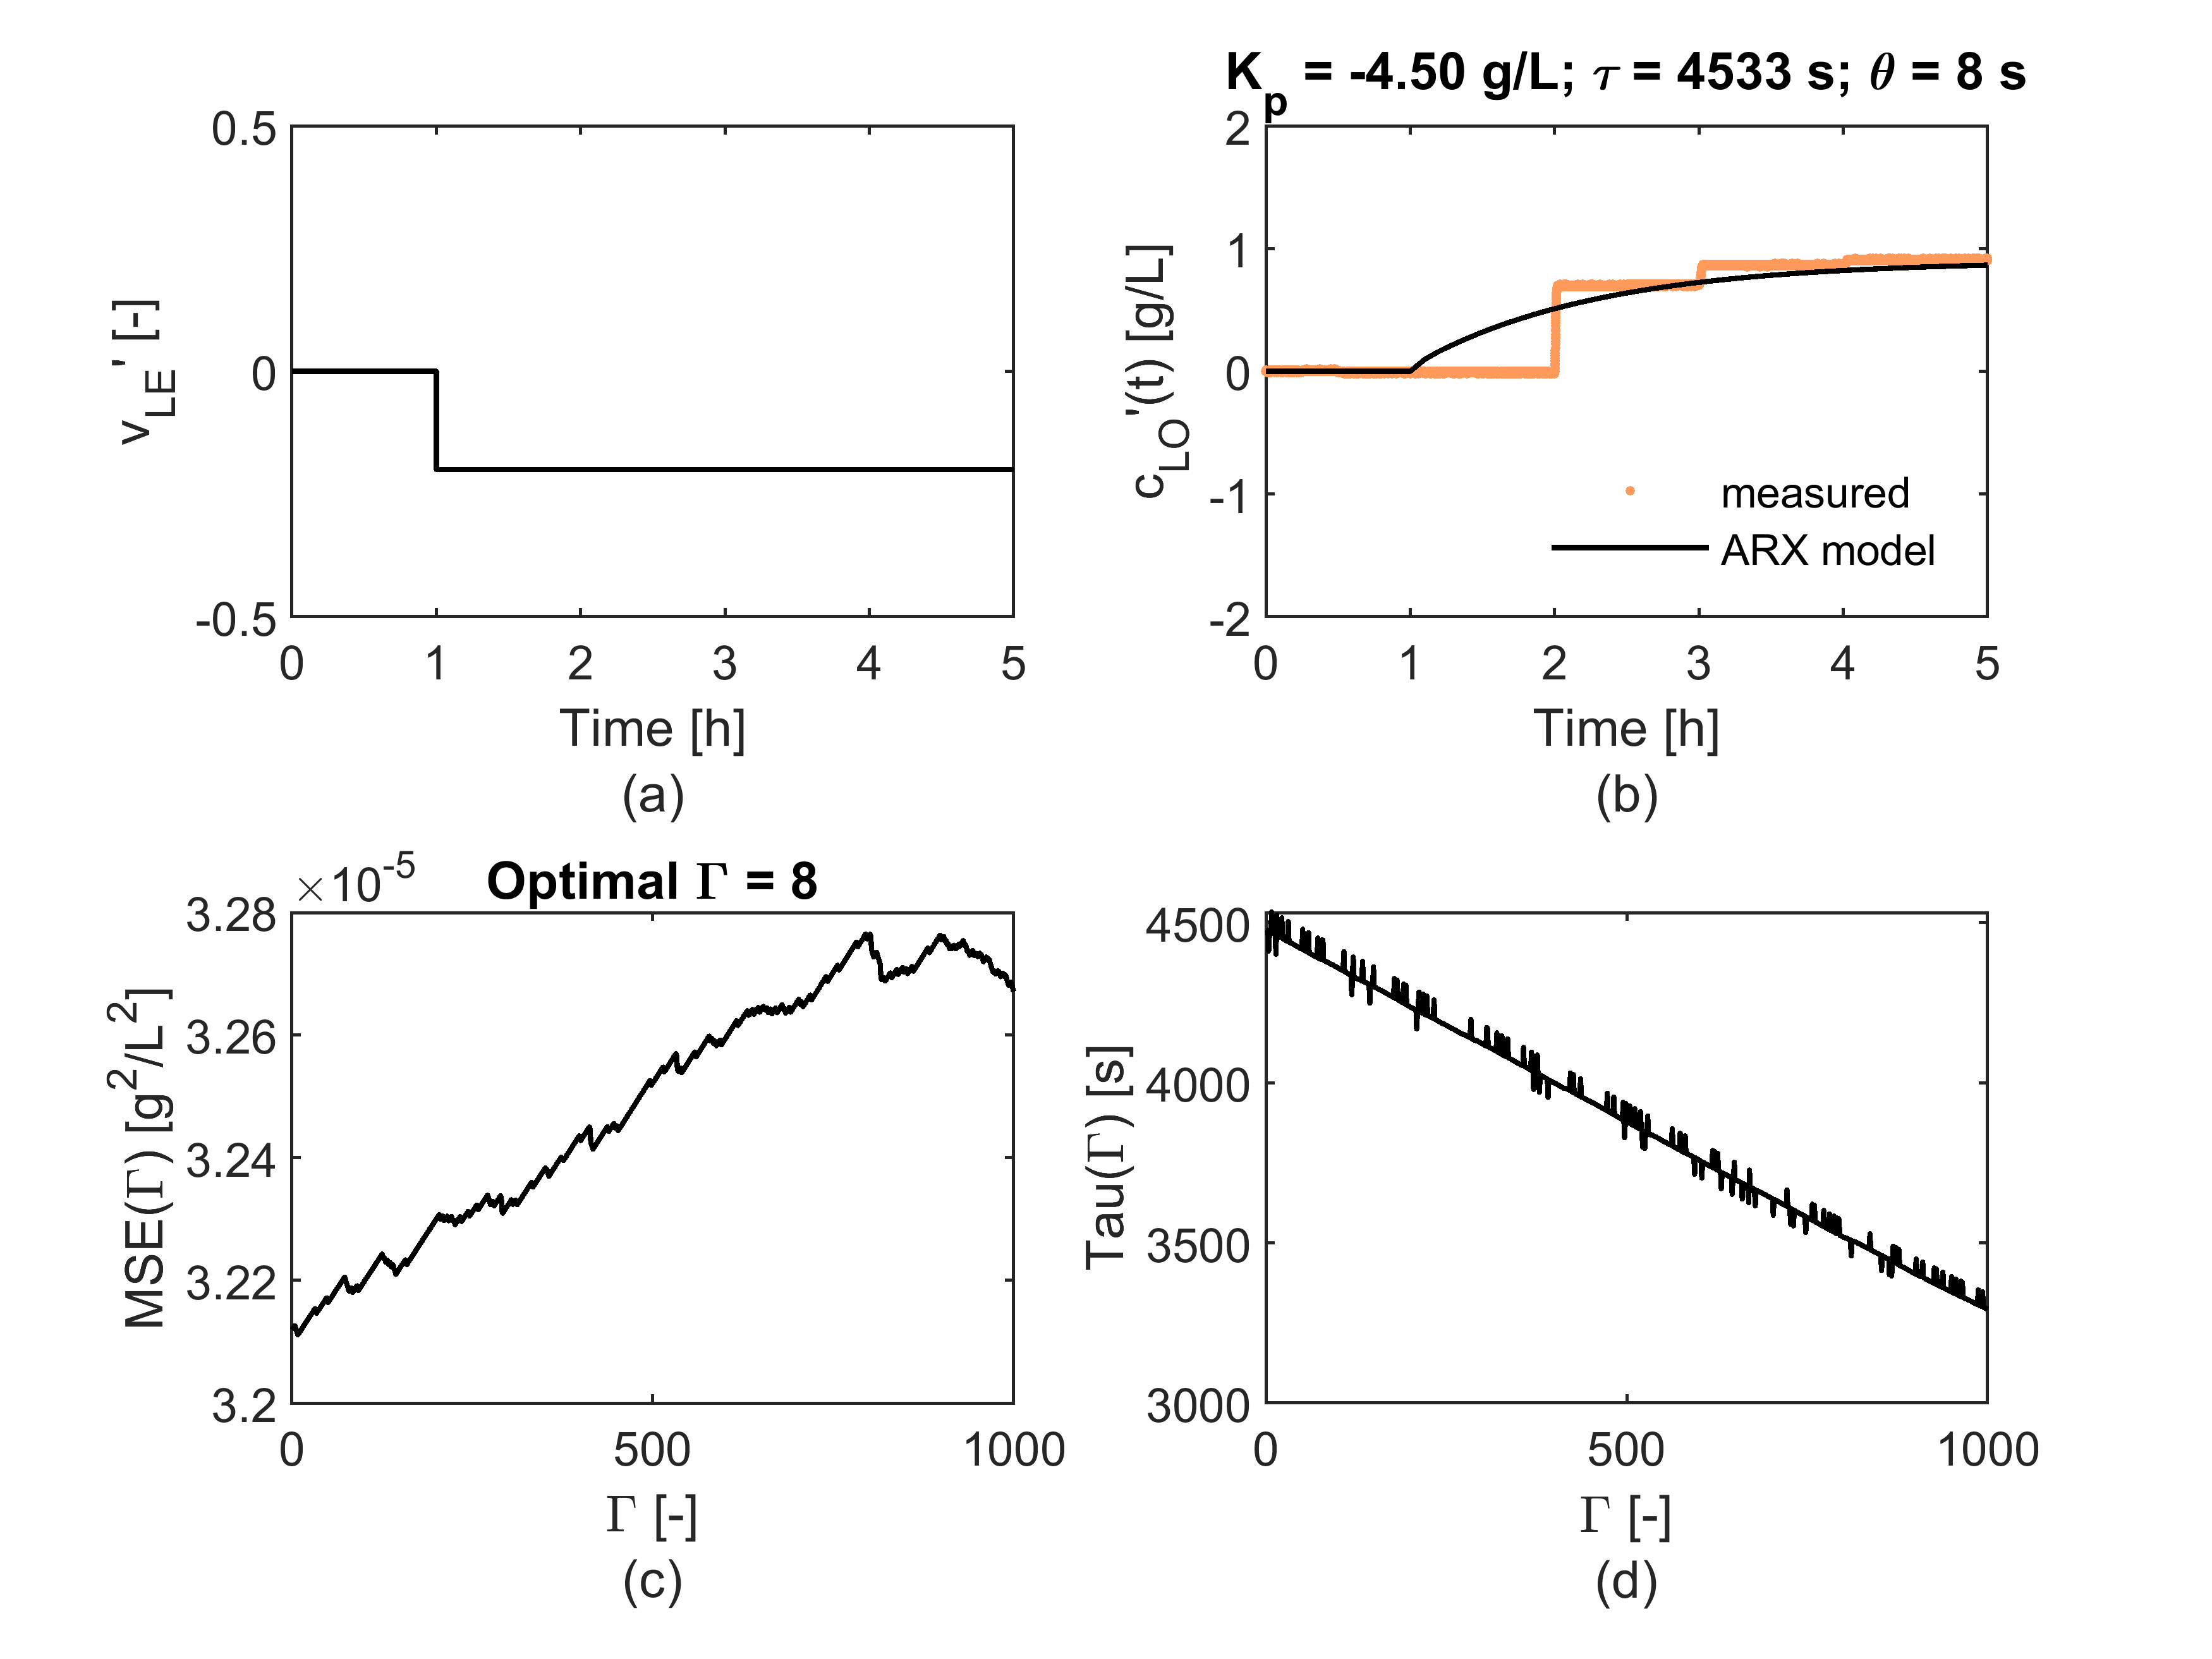 K_p = -4.50 g/L; τ = 4533 s; θ = 8 s
0.5
0
-0.5
v_LE' [-]
0 1 2 3 4 5
Time [h]
(a)
2
1
0
-1
-2
c_LO'(t) [g/L]
measured
ARX model
0 1 2 3 4 5
Time [h]
(b)
×10^-5
Optimal Γ = 8
3.28
3.26
3.24
3.22
3.2
MSE(Γ) [g^2/L^2]
0 500 1000
Γ [-]
(c)
4500
4000
3500
3000
Tau(Γ) [s]
0 500 1000
Γ [-]
(d)